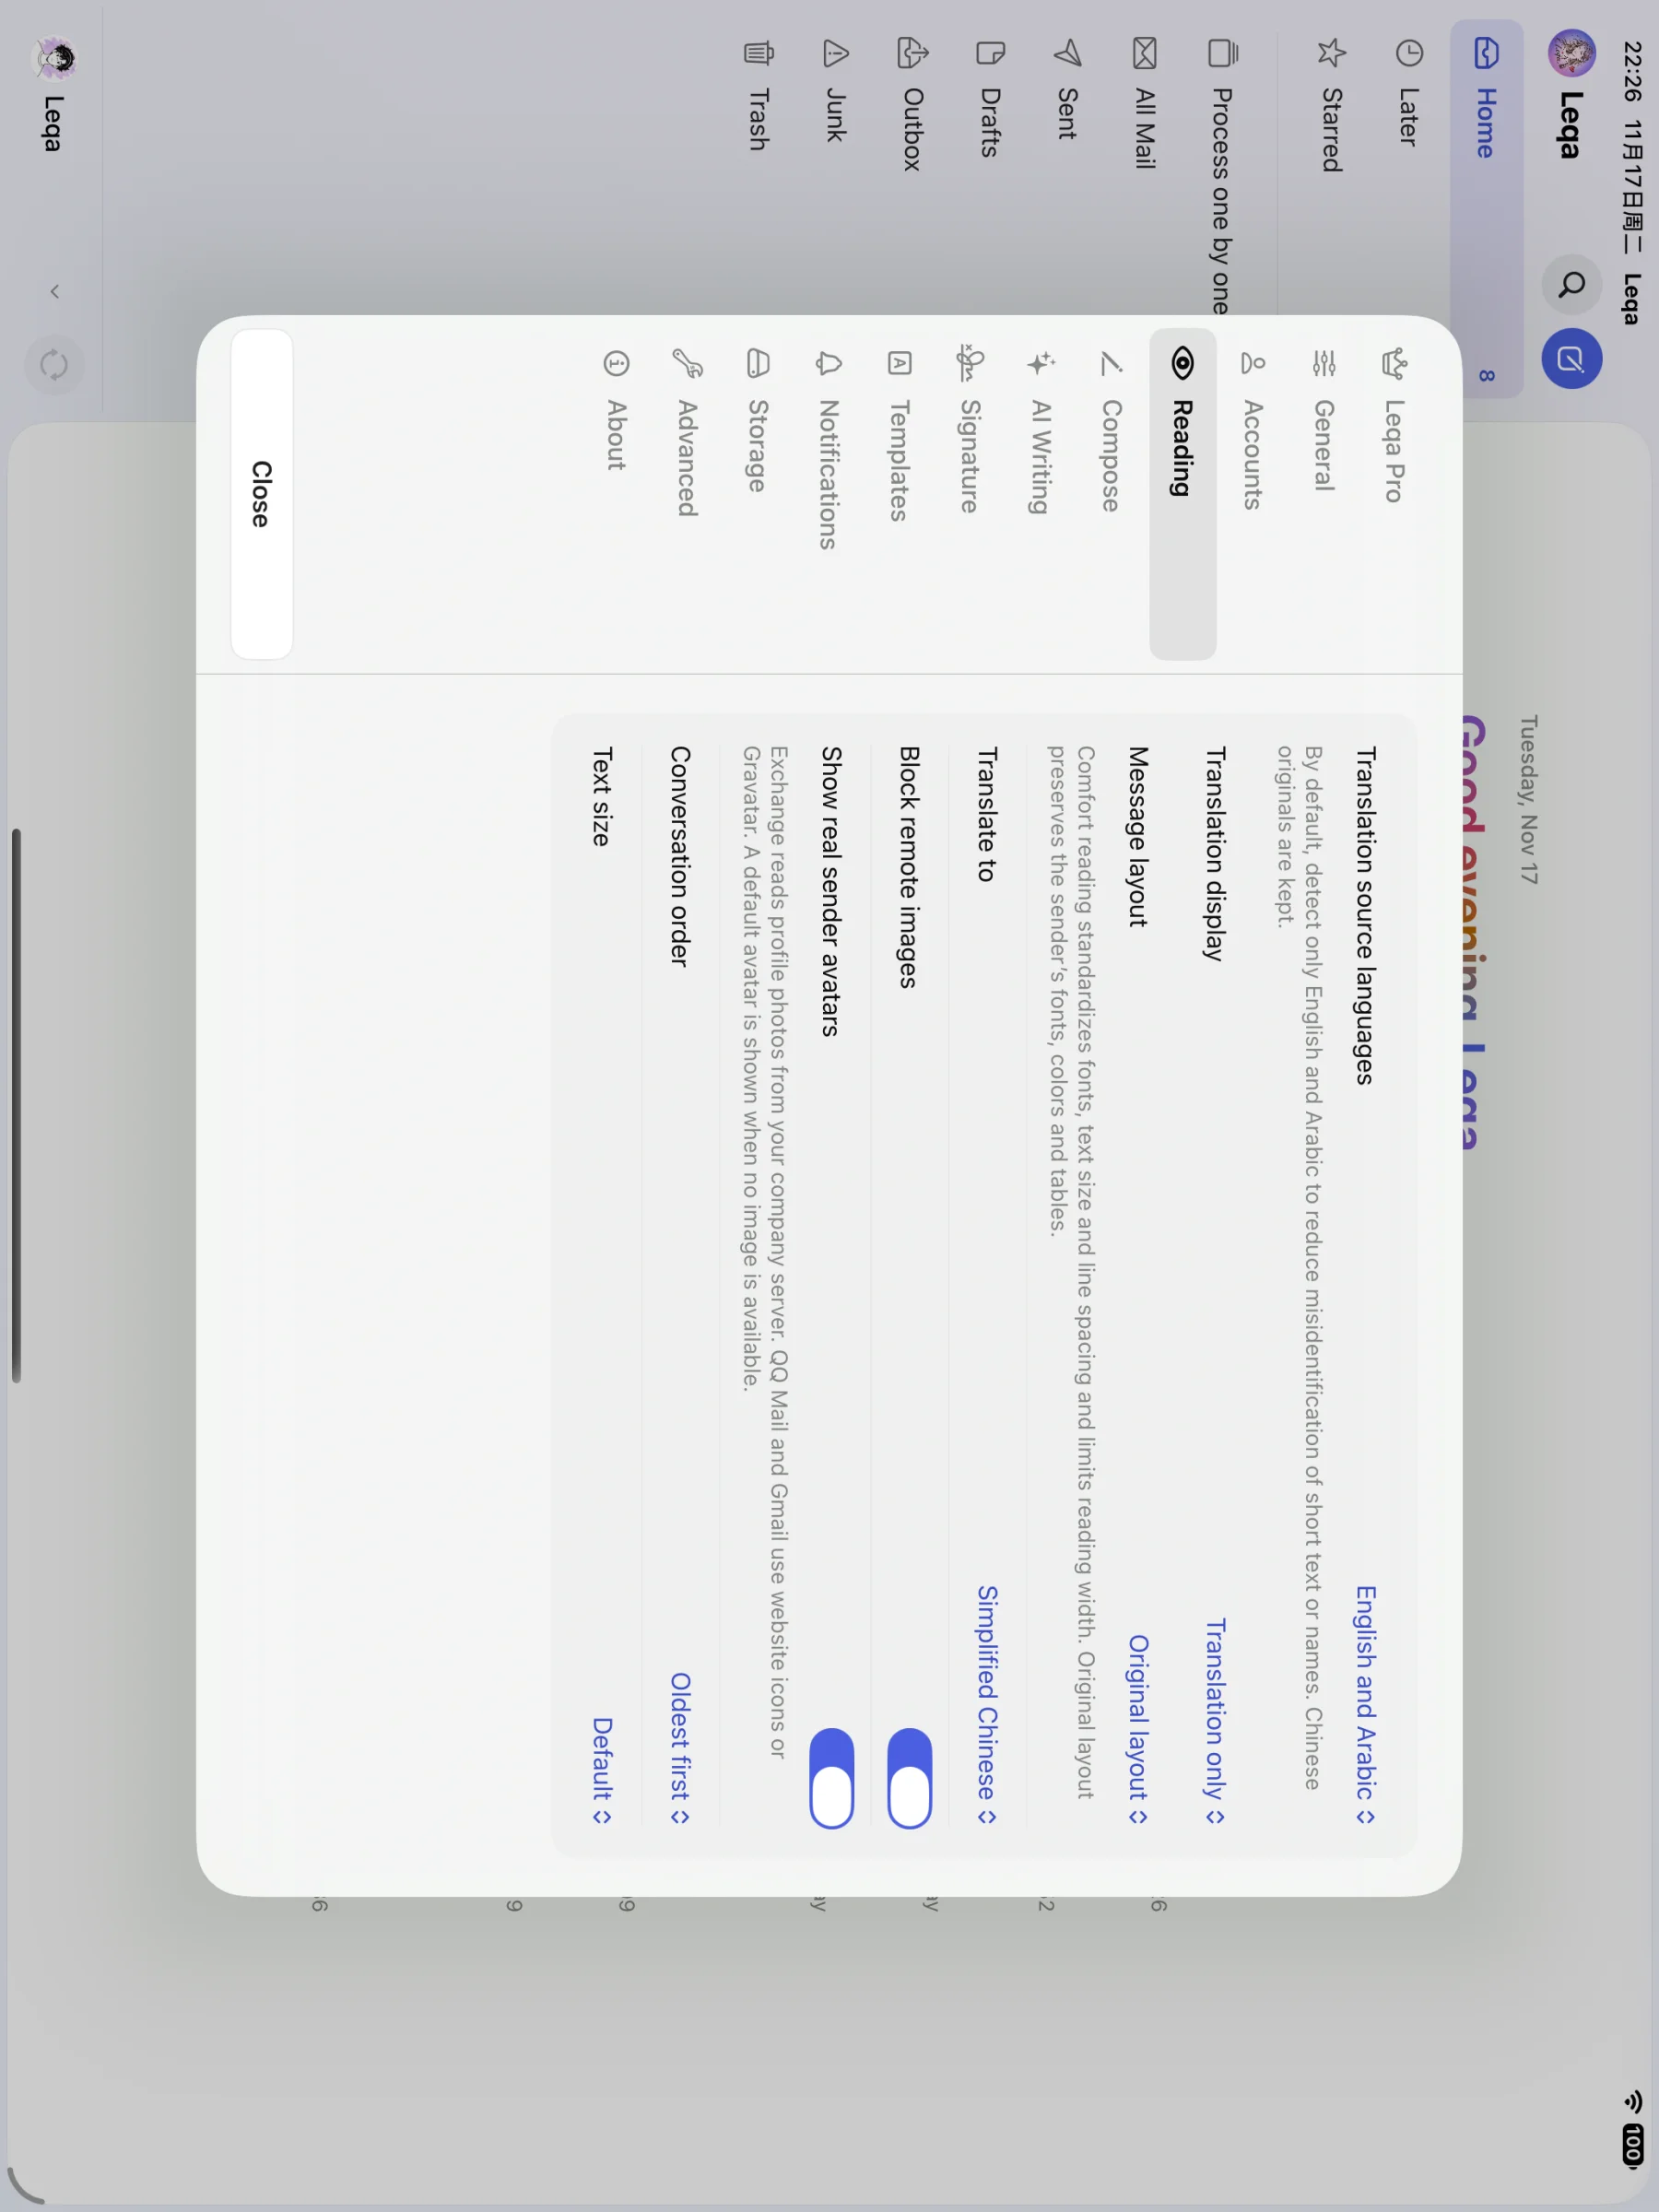 22:26 11月17日周二 Leqa
100
Leqa
Home 8
Later
Starred
Process one by one
All Mail
Sent
Drafts
Outbox
Junk
Trash
Leqa
Tuesday, Nov 17
Good evening, Leqa
Leqa Pro
General
Accounts
Reading
Compose
AI Writing
Signature
Templates
Notifications
Storage
Advanced
About
Close
Translation source languages English and Arabic
By default, detect only English and Arabic to reduce misidentification of short text or names. Chinese
originals are kept.
Translation display Translation only
Message layout Original layout
Comfort reading standardizes fonts, text size and line spacing and limits reading width. Original layout
preserves the sender's fonts, colors and tables.
Translate to Simplified Chinese
Block remote images
Show real sender avatars
Exchange reads profile photos from your company server. QQ Mail and Gmail use website icons or
Gravatar. A default avatar is shown when no image is available.
Conversation order Oldest first
Text size Default